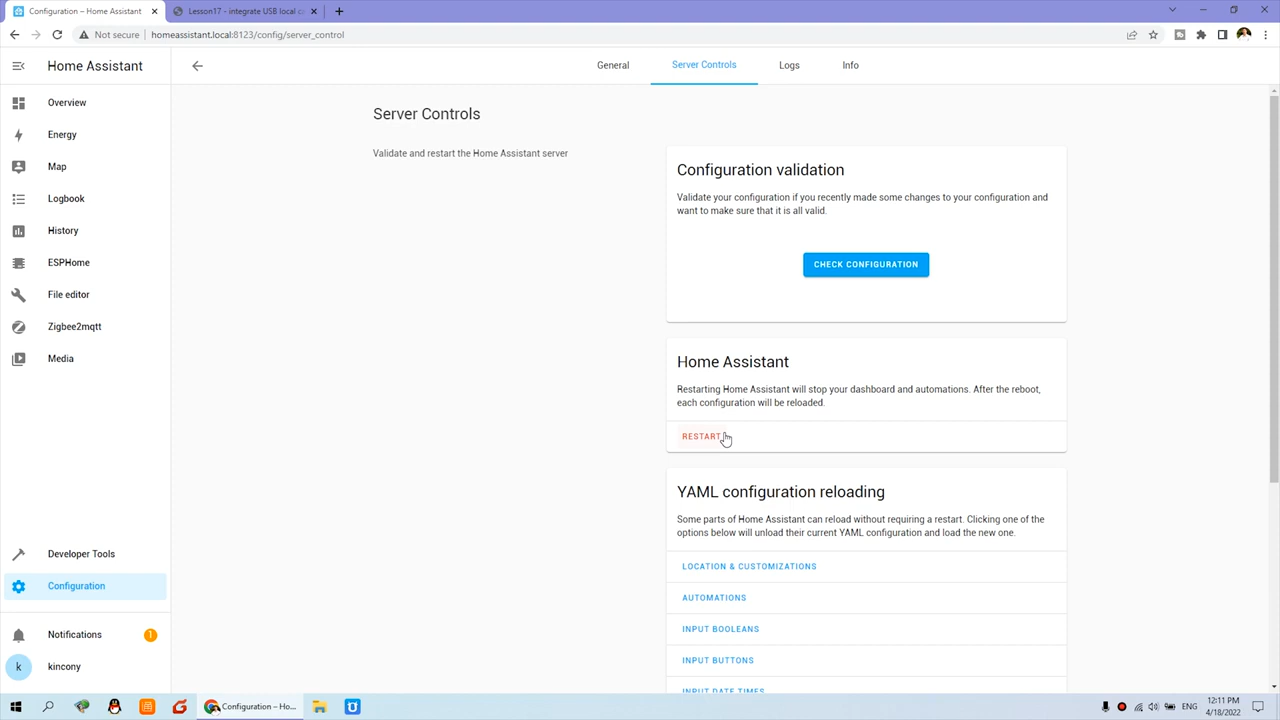 Configuration – Home Assistant
Lesson17 - integrate USB local c
Not secure
homeassistant.local:8123/config/server_control
Home Assistant
General
Server Controls
Logs
Info
Overview
Energy
Map
Logbook
History
ESPHome
File editor
Zigbee2mqtt
Media
Developer Tools
Configuration
Notifications
1
k
kincony
Server Controls
Validate and restart the Home Assistant server
Configuration validation
Validate your configuration if you recently made some changes to your configuration and
want to make sure that it is all valid.
CHECK CONFIGURATION
Home Assistant
Restarting Home Assistant will stop your dashboard and automations. After the reboot,
each configuration will be reloaded.
RESTART
YAML configuration reloading
Some parts of Home Assistant can reload without requiring a restart. Clicking one of the
options below will unload their current YAML configuration and load the new one.
LOCATION & CUSTOMIZATIONS
AUTOMATIONS
INPUT BOOLEANS
INPUT BUTTONS
INPUT DATE TIMES
Configuration – Ho...
ENG
12:11 PM
4/18/2022